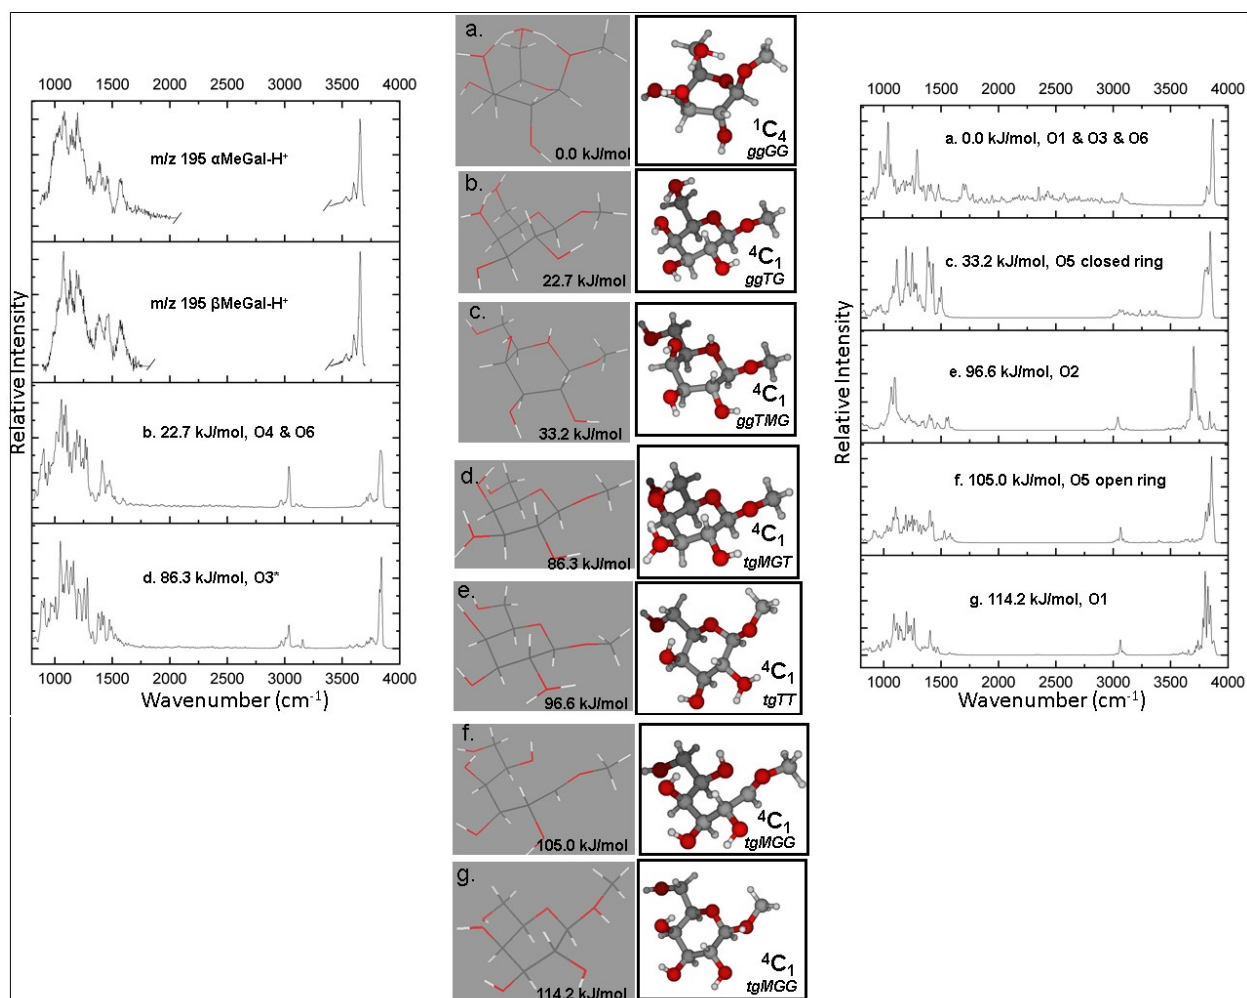 1000 1500 2000 2500 3000 3500 4000
m/z 195 αMeGal-H⁺
m/z 195 βMeGal-H⁺
b. 22.7 kJ/mol, O4 & O6
d. 86.3 kJ/mol, O3*
Relative Intensity
1000 1500 2000 2500 3000 3500 4000
Wavenumber (cm⁻¹)
a.
0.0 kJ/mol
¹C₄
ggGG
b.
22.7 kJ/mol
⁴C₁
ggTG
c.
33.2 kJ/mol
⁴C₁
ggTMG
d.
86.3 kJ/mol
⁴C₁
tgMGT
e.
96.6 kJ/mol
⁴C₁
tgTT
f.
105.0 kJ/mol
⁴C₁
tgMGG
g.
114.2 kJ/mol
⁴C₁
tgMGG
1000 1500 2000 2500 3000 3500 4000
a. 0.0 kJ/mol, O1 & O3 & O6
c. 33.2 kJ/mol, O5 closed ring
e. 96.6 kJ/mol, O2
f. 105.0 kJ/mol, O5 open ring
g. 114.2 kJ/mol, O1
Relative Intensity
1000 1500 2000 2500 3000 3500 4000
Wavenumber (cm⁻¹)